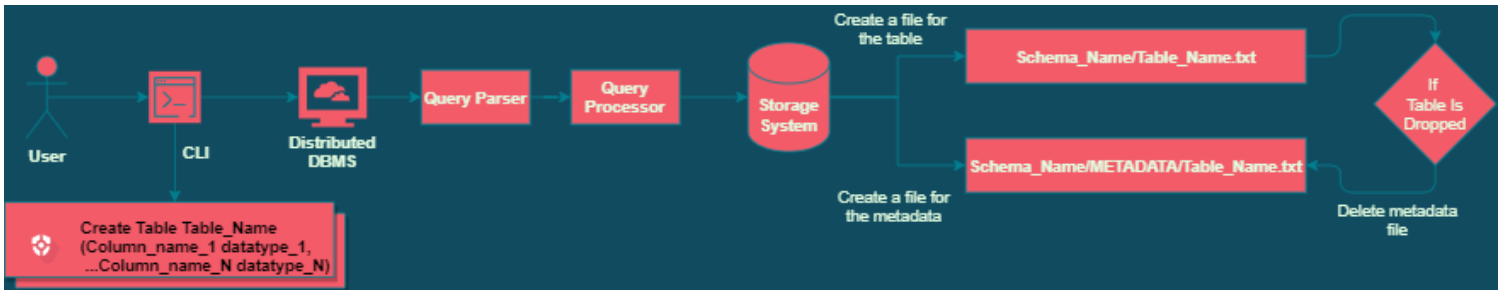 User
CLI
Create Table Table_Name
(Column_name_1 datatype_1,
...Column_name_N datatype_N)
Distributed
DBMS
Query Parser
Query
Processor
Storage
System
Create a file for
the table
Schema_Name/Table_Name.txt
Create a file for
the metadata
Schema_Name/METADATA/Table_Name.txt
If
Table Is
Dropped
Delete metadata
file